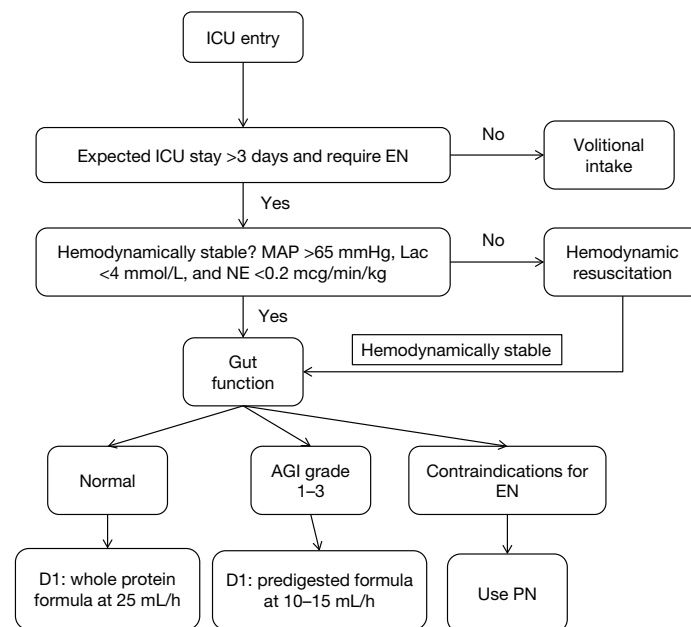 ICU entry
Expected ICU stay >3 days and require EN
No
Volitional
intake
Yes
Hemodynamically stable? MAP >65 mmHg, Lac
<4 mmol/L, and NE <0.2 mcg/min/kg
No
Hemodynamic
resuscitation
Yes
Hemodynamically stable
Gut
function
Normal
AGI grade
1–3
Contraindications for
EN
D1: whole protein
formula at 25 mL/h
D1: predigested formula
at 10–15 mL/h
Use PN